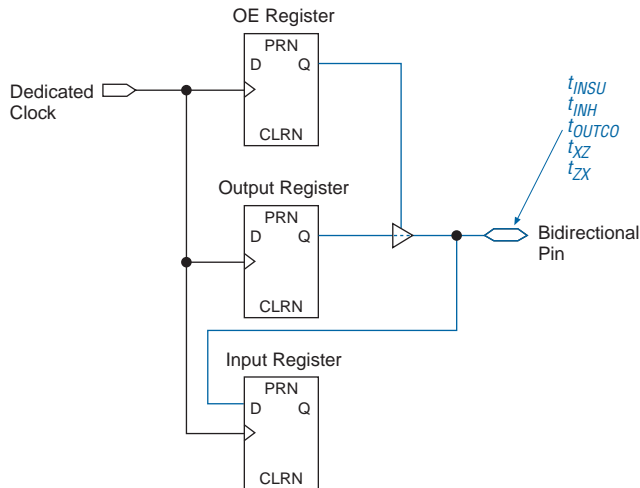 OE Register
PRN
D Q
CLRN
Dedicated
Clock
tINSU
tINH
tOUTCO
tXZ
tZX
Output Register
PRN
D Q
CLRN
Bidirectional
Pin
Input Register
PRN
D Q
CLRN